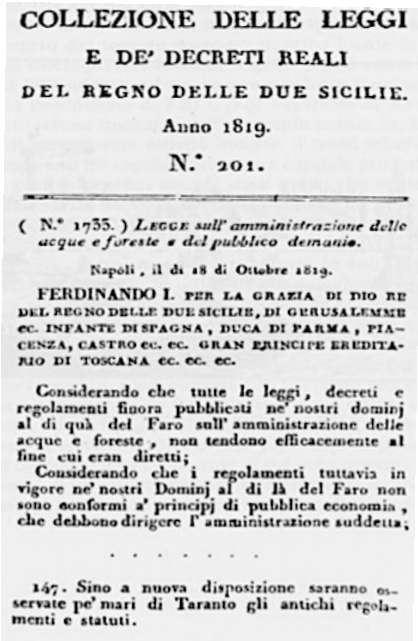 COLLEZIONE DELLE LEGGI
E DE' DECRETI REALI
DEL REGNO DELLE DUE SICILIE.
Anno 1819.
N.° 201.
( N.° 1735. ) LEGGE sull' amministrazione delle
acque e foreste e del pubblico demanio.
Napoli , il dì 18 di Ottobre 1819.
FERDINANDO I. PER LA GRAZIA DI DIO RE
DEL REGNO DELLE DUE SICILIE, DI GERUSALEMME
EC. INFANTE DI SPAGNA, DUCA DI PARMA, PIA-
CENZA, CASTRO EC. EC. GRAN PRINCIPE EREDITA-
RIO DI TOSCANA EC. EC. EC.
Considerando che tutte le leggi , decreti e
regolamenti finora pubblicati ne' nostri dominj
al di quà del Faro sull' amministrazione delle
acque e foreste , non tendono efficacemente al
fine cui eran diretti;
Considerando che i regolamenti tuttavia in
vigore ne' nostri Dominj al di là del Faro non
sono conformi a' principj di pubblica economia ,
che debbono dirigere l' amministrazione suddetta;
. . . . . . .
147. Sino a nuova disposizione saranno os-
servate pe' mari di Taranto gli antichi regola-
menti e statuti.